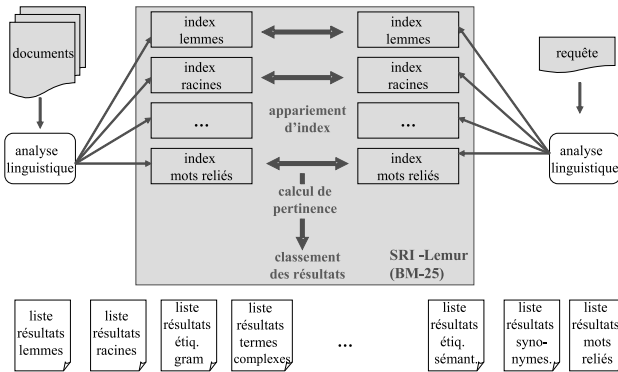 documents
analyse
linguistique
index
lemmes
index
racines
...
index
mots reliés
appariement
d'index
calcul de
pertinence
classement
des résultats
index
lemmes
index
racines
...
index
mots reliés
SRI -Lemur
(BM-25)
requête
analyse
linguistique
liste
résultats
lemmes
liste
résultats
racines
liste
résultats
étiq.
gram
liste
résultats
termes
complexes
...
liste
résultats
étiq.
sémant.
liste
résultats
syno-
nymes.
liste
résultats
mots
reliés